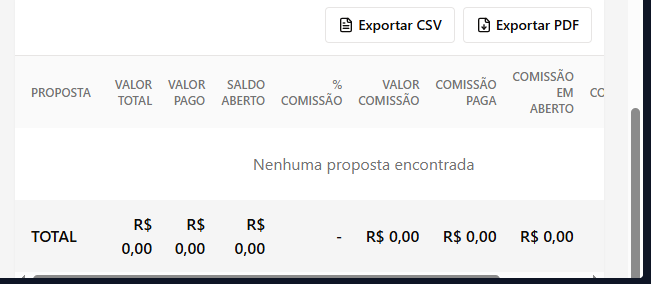 Exportar CSV Exportar PDF
PROPOSTA VALOR TOTAL VALOR PAGO SALDO ABERTO % COMISSÃO VALOR COMISSÃO COMISSÃO PAGA COMISSÃO EM ABERTO CO
Nenhuma proposta encontrada
TOTAL R$ 0,00 R$ 0,00 R$ 0,00 - R$ 0,00 R$ 0,00 R$ 0,00